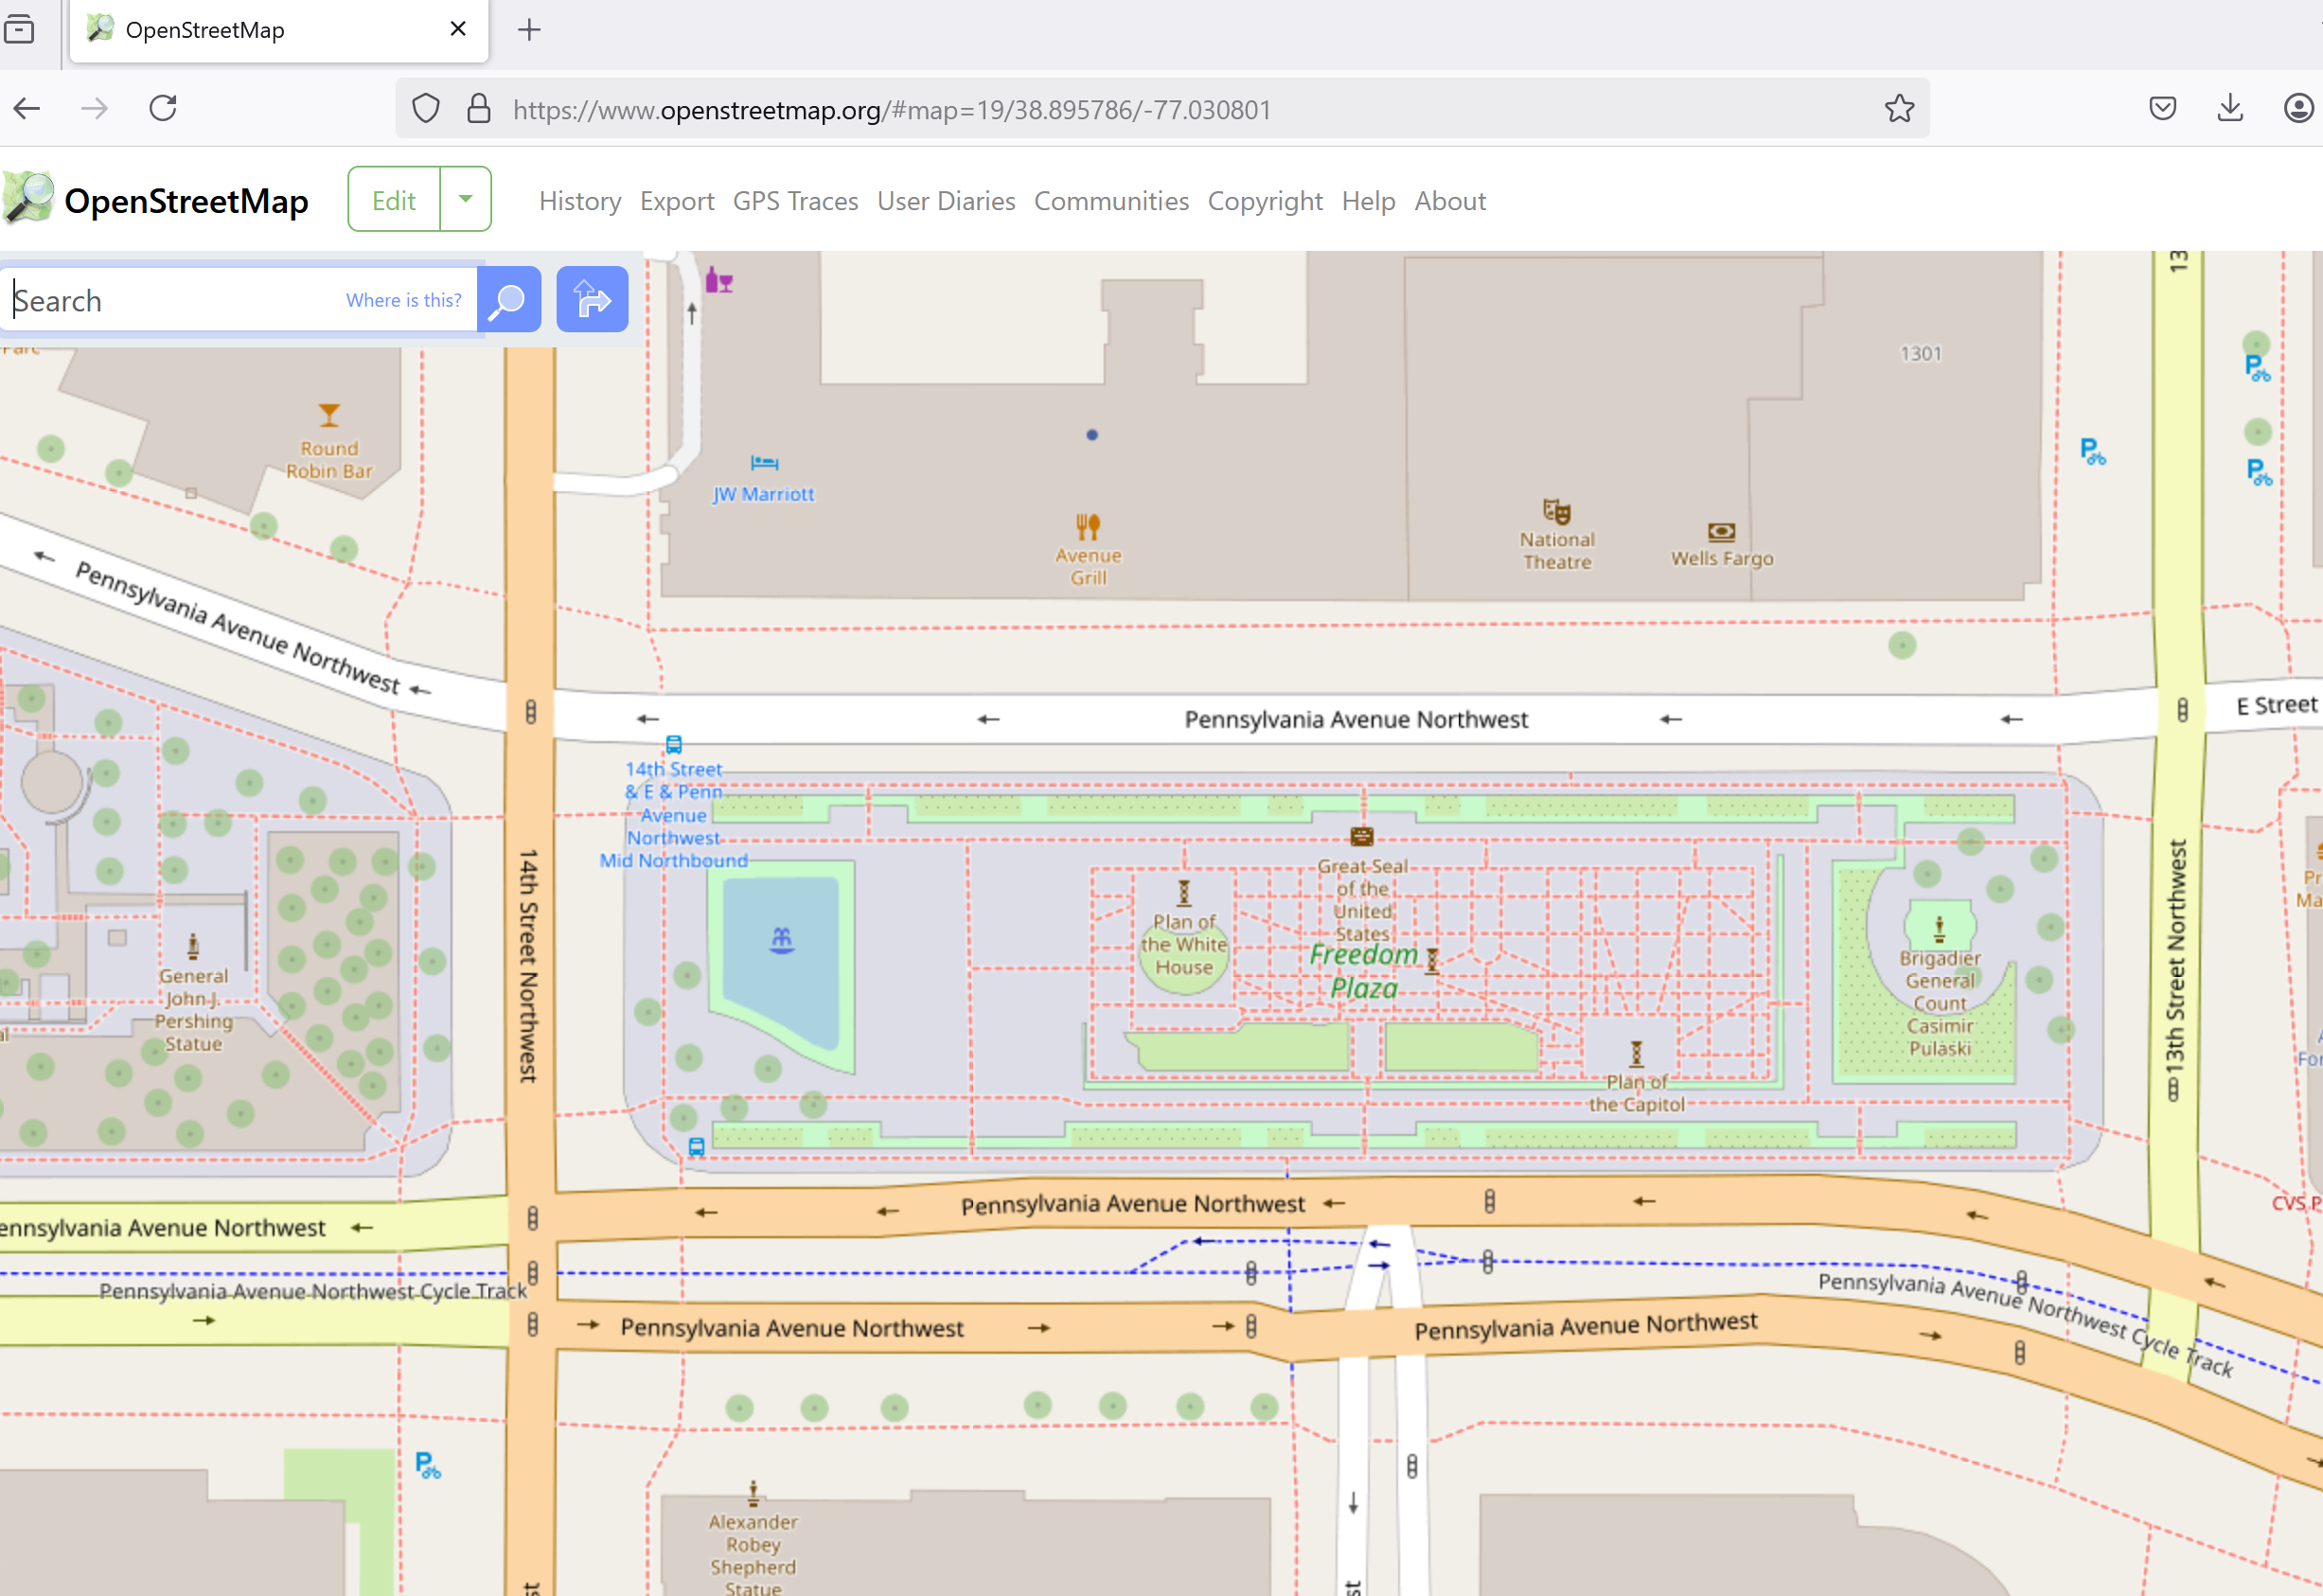 OpenStreetMap
https://www.openstreetmap.org/#map=19/38.895786/-77.030801
OpenStreetMap
Edit
History
Export
GPS Traces
User Diaries
Communities
Copyright
Help
About
Search
Where is this?
13
1301
Round
Robin Bar
JW Marriott
Avenue
Grill
National
Theatre
Wells Fargo
Pennsylvania Avenue Northwest
Pennsylvania Avenue Northwest
E Street
14th Street
& E & Penn
Avenue
Northwest
Mid Northbound
14th Street Northwest
13th Street Northwest
Great Seal
of the
United
States
Freedom
Plaza
Plan of
the White
House
Brigadier
General
Count
Casimir
Pulaski
General
John J.
Pershing
Statue
Plan of
the Capitol
Pr
Ma
For
CVS P
Pennsylvania Avenue Northwest
ennsylvania Avenue Northwest
Pennsylvania Avenue Northwest Cycle Track
Pennsylvania Avenue Northwest Cycle Track
Pennsylvania Avenue Northwest
Pennsylvania Avenue Northwest
P
P
P
P
Alexander
Robey
Shepherd
Statue
st
st